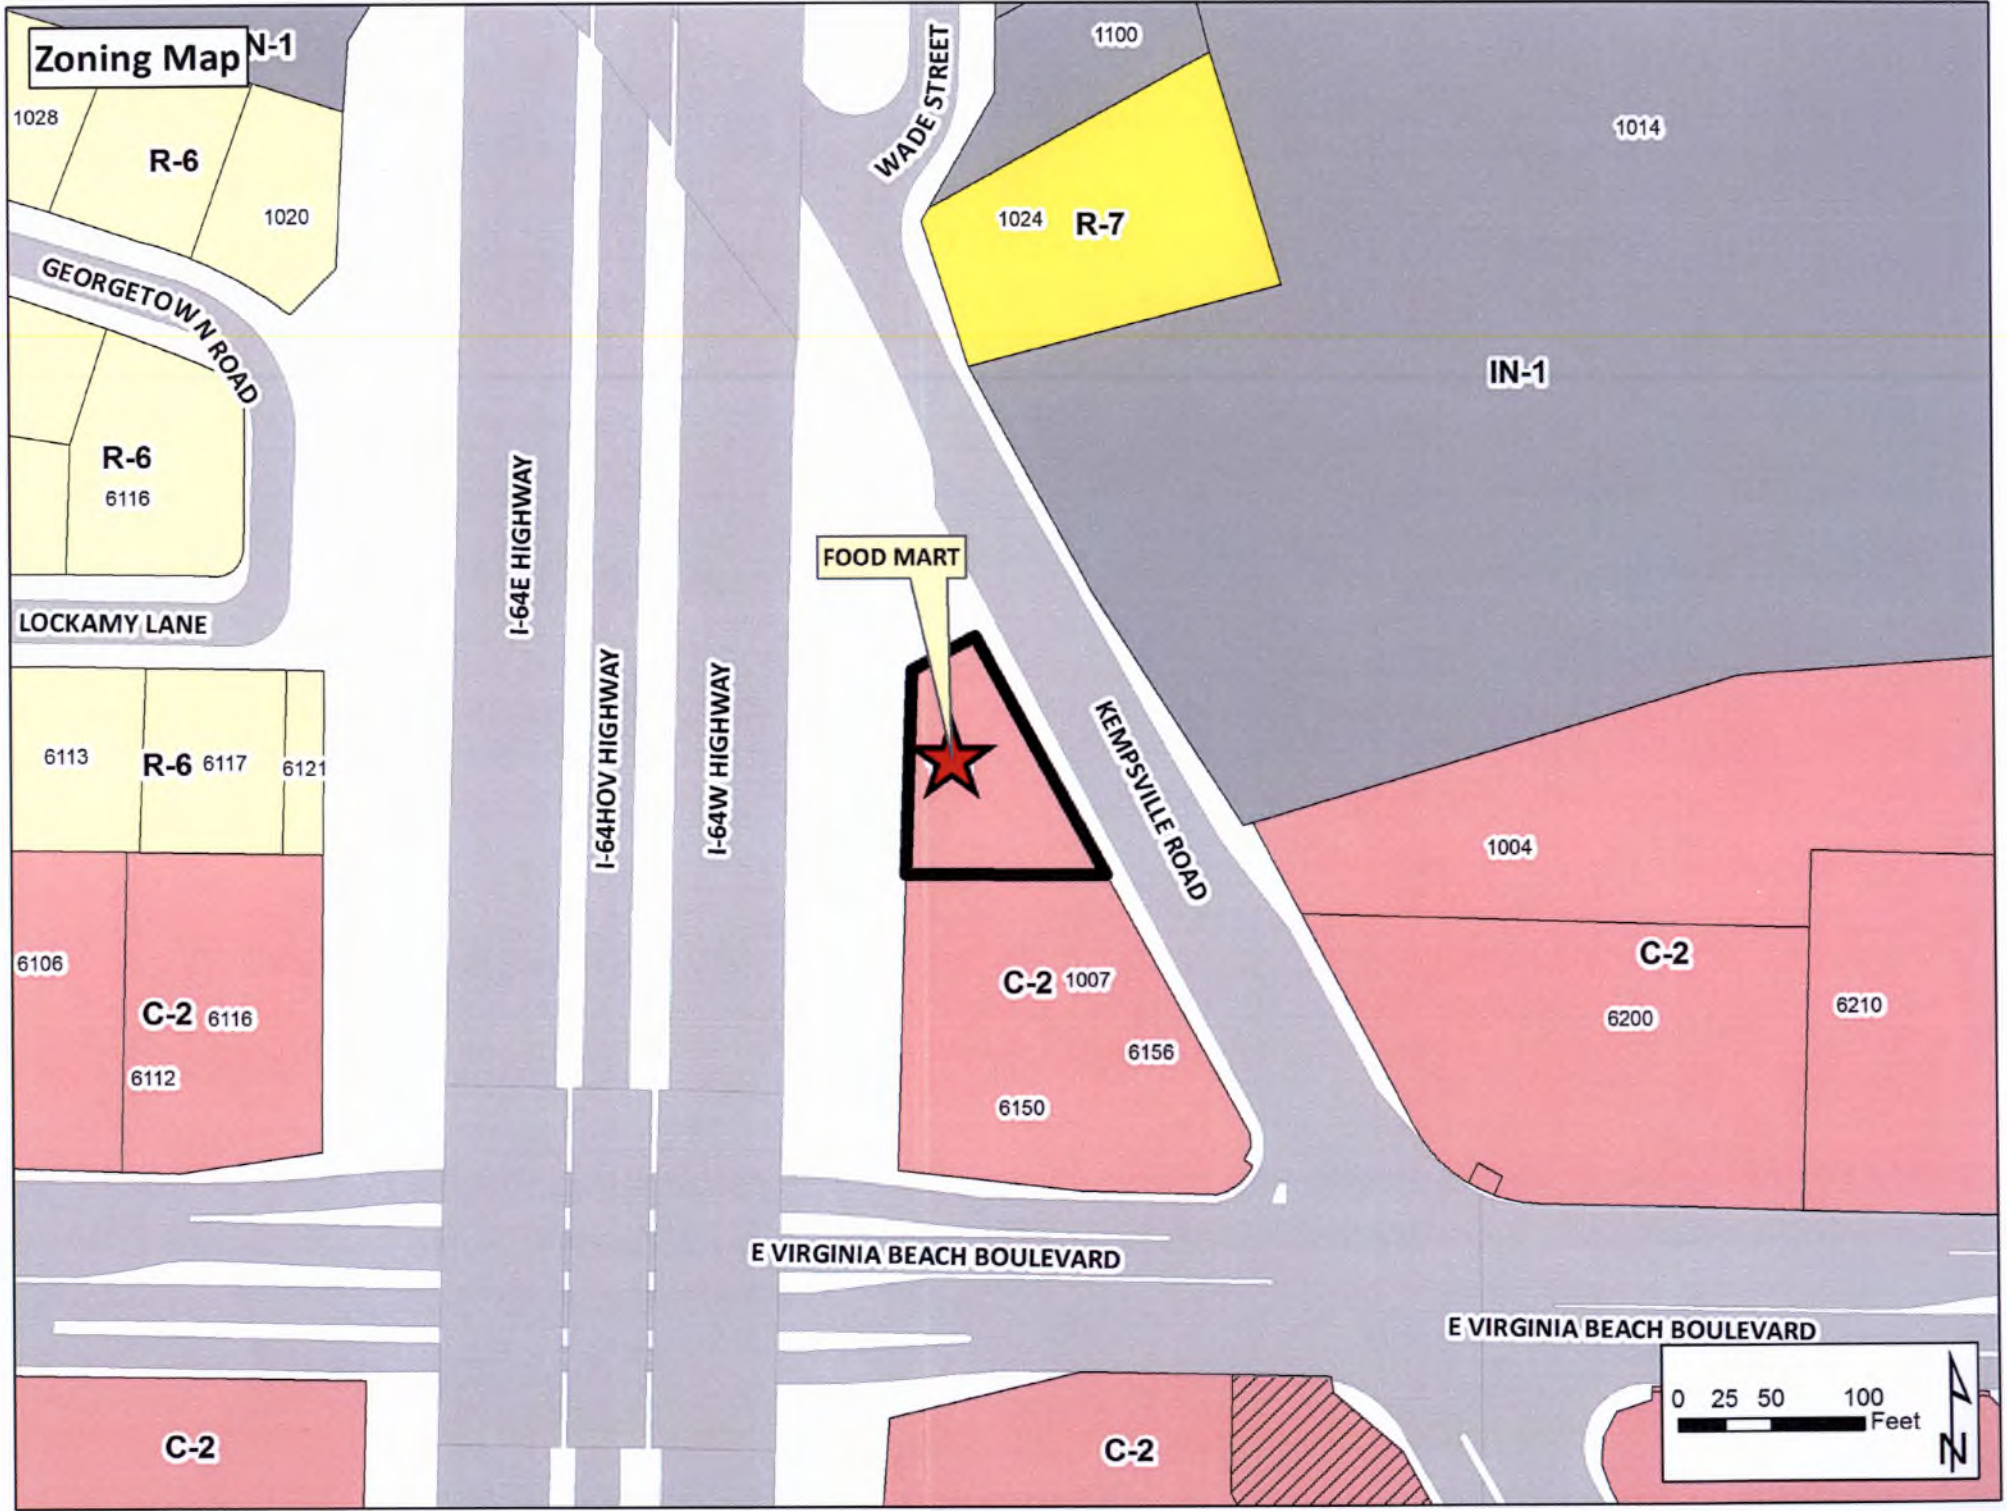 Zoning Map
N-1
1100
WADE STREET
1028
R-6
1020
1014
1024 R-7
GEORGETOWN ROAD
IN-1
R-6
6116
I-64E HIGHWAY
FOOD MART
LOCKAMY LANE
I-64HOV HIGHWAY
I-64W HIGHWAY
KEMPSVILLE ROAD
6113
R-6 6117
6121
1004
6106
C-2 6116
6112
C-2 1007
6156
6150
C-2
6200
6210
E VIRGINIA BEACH BOULEVARD
E VIRGINIA BEACH BOULEVARD
C-2
C-2
0 25 50 100
Feet
N